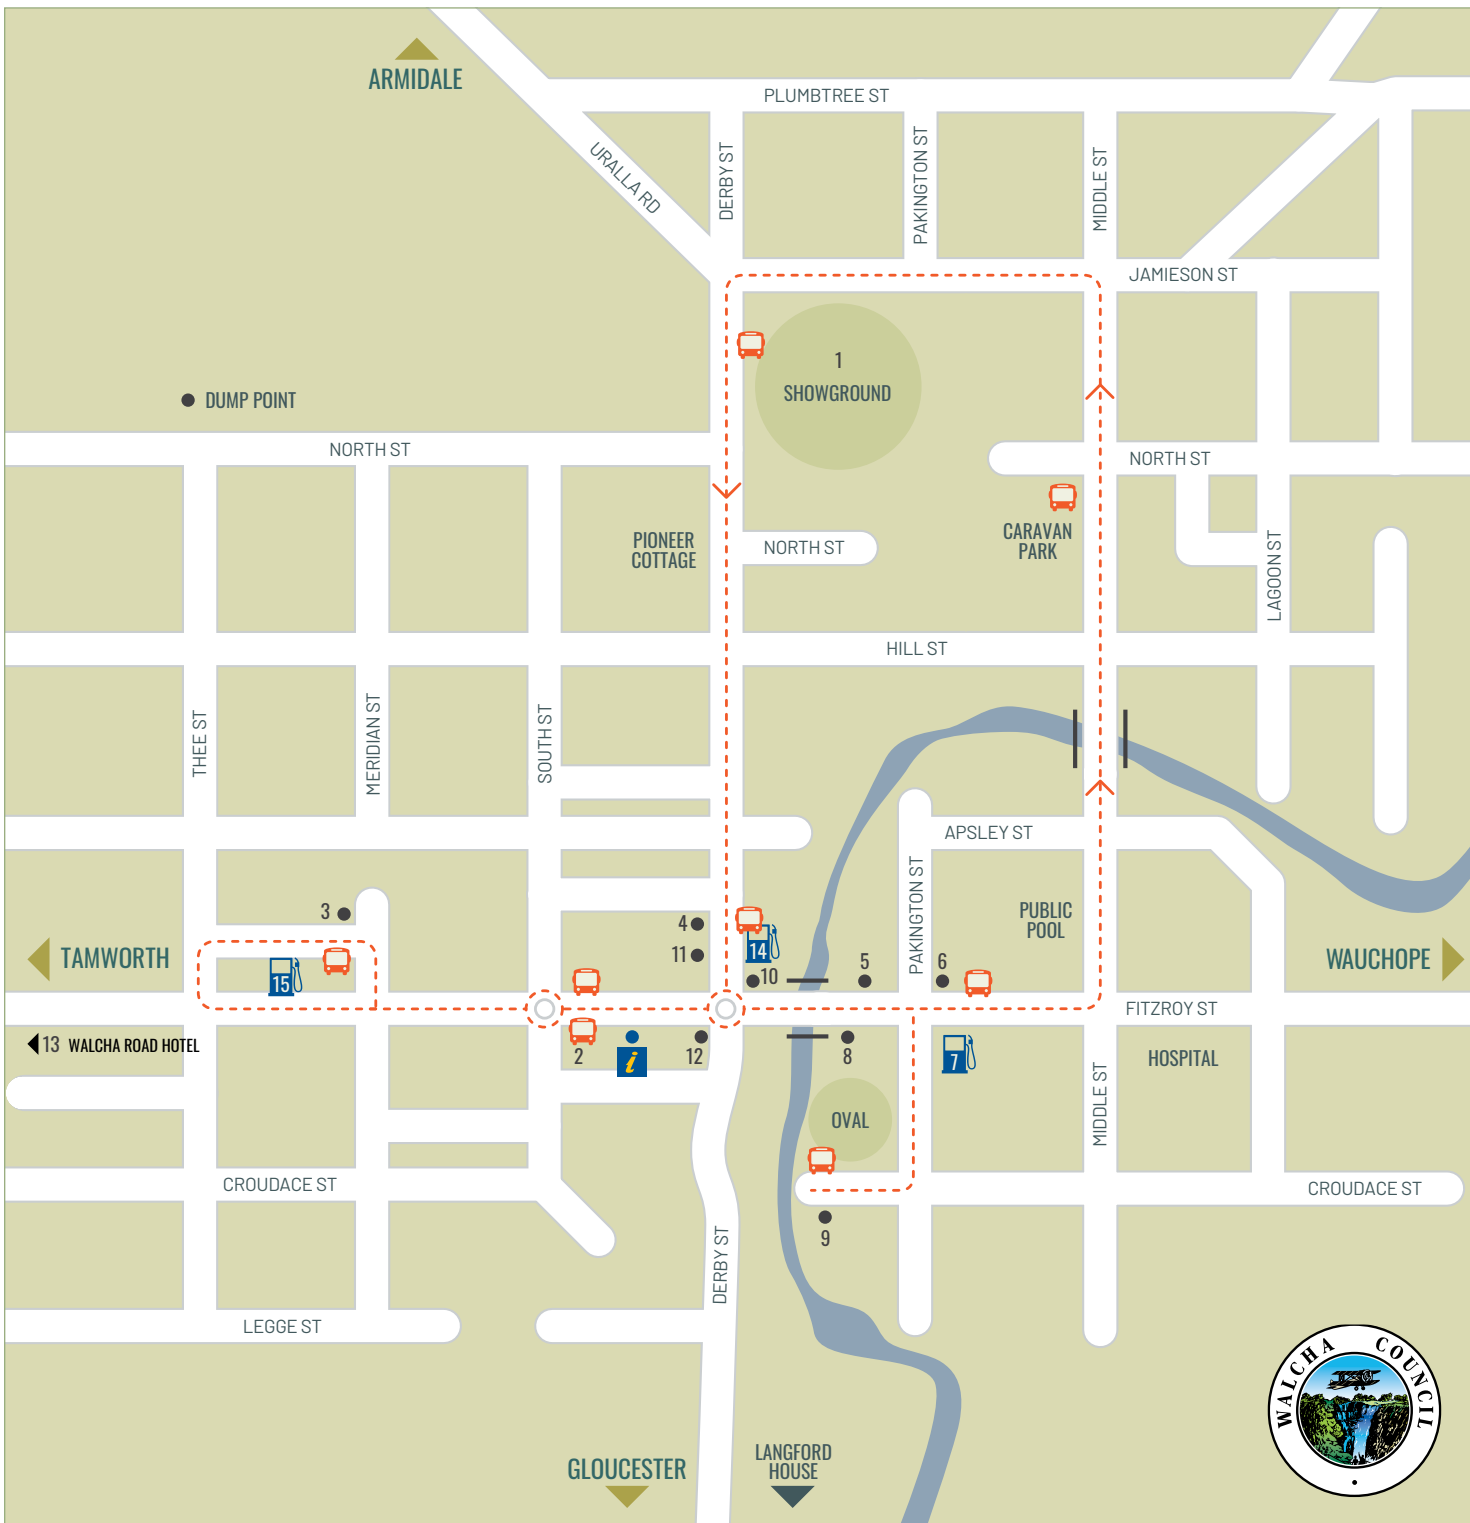 ARMIDALE
PLUMBTREE ST
URALLA RD
DERBY ST
PAKINGTON ST
MIDDLE ST
JAMIESON ST
1
SHOWGROUND
DUMP POINT
NORTH ST
NORTH ST
PIONEER
COTTAGE
NORTH ST
CARAVAN
PARK
LAGOON ST
HILL ST
THEE ST
MERIDIAN ST
SOUTH ST
APSLEY ST
PAKINGTON ST
PUBLIC
POOL
3
4
11
14
10
5
6
TAMWORTH
15
WAUCHOPE
FITZROY ST
13 WALCHA ROAD HOTEL
2
i
12
8
7
HOSPITAL
MIDDLE ST
OVAL
CROUDACE ST
CROUDACE ST
9
DERBY ST
LEGGE ST
GLOUCESTER
LANGFORD
HOUSE
WALCHA COUNCIL